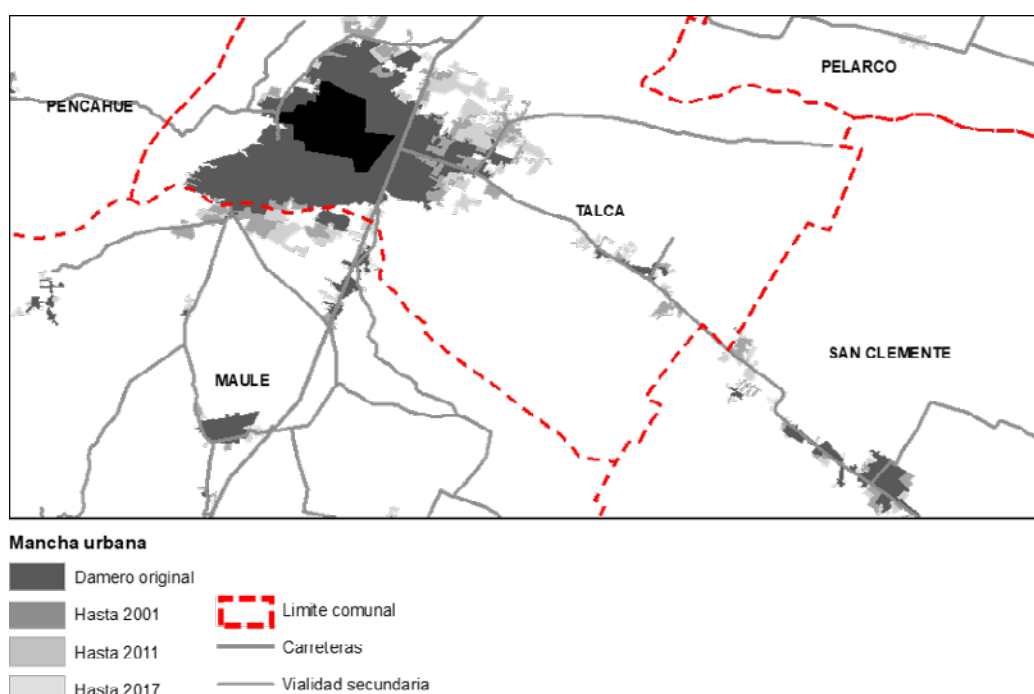 PELARCO
PENCAHUE
TALCA
SAN CLEMENTE
MAULE
Mancha urbana
Damero original
Hasta 2001
Hasta 2011
Hasta 2017
Limite comunal
Carreteras
Vialidad secundaria